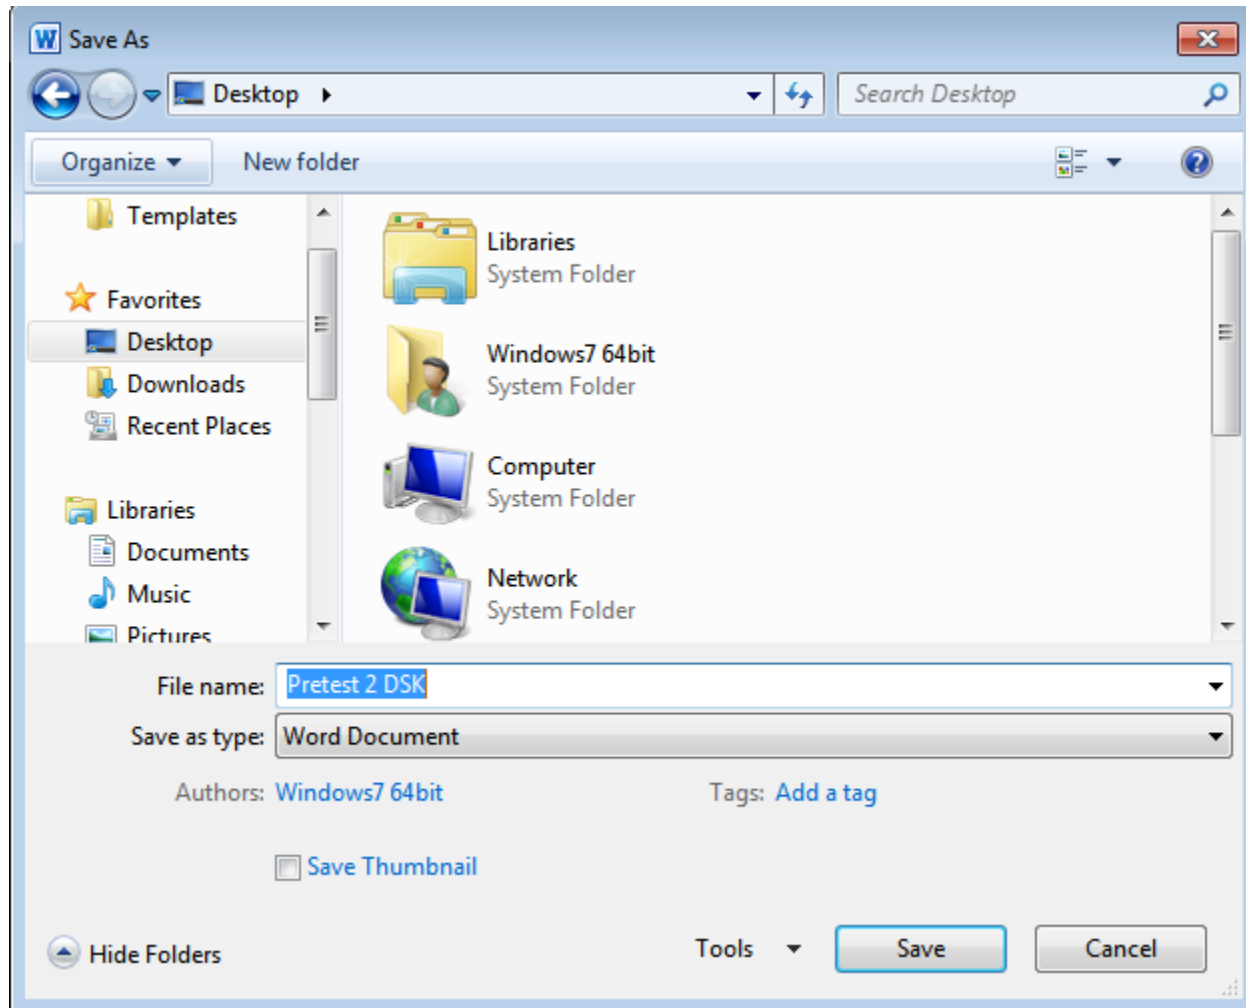 Save As
Desktop
Search Desktop
Organize
New folder
Templates
Favorites
Desktop
Downloads
Recent Places
Libraries
Documents
Music
Pictures
Libraries
System Folder
Windows7 64bit
System Folder
Computer
System Folder
Network
System Folder
File name: Pretest 2 DSK
Save as type: Word Document
Authors: Windows7 64bit
Tags: Add a tag
Save Thumbnail
Hide Folders
Tools
Save
Cancel